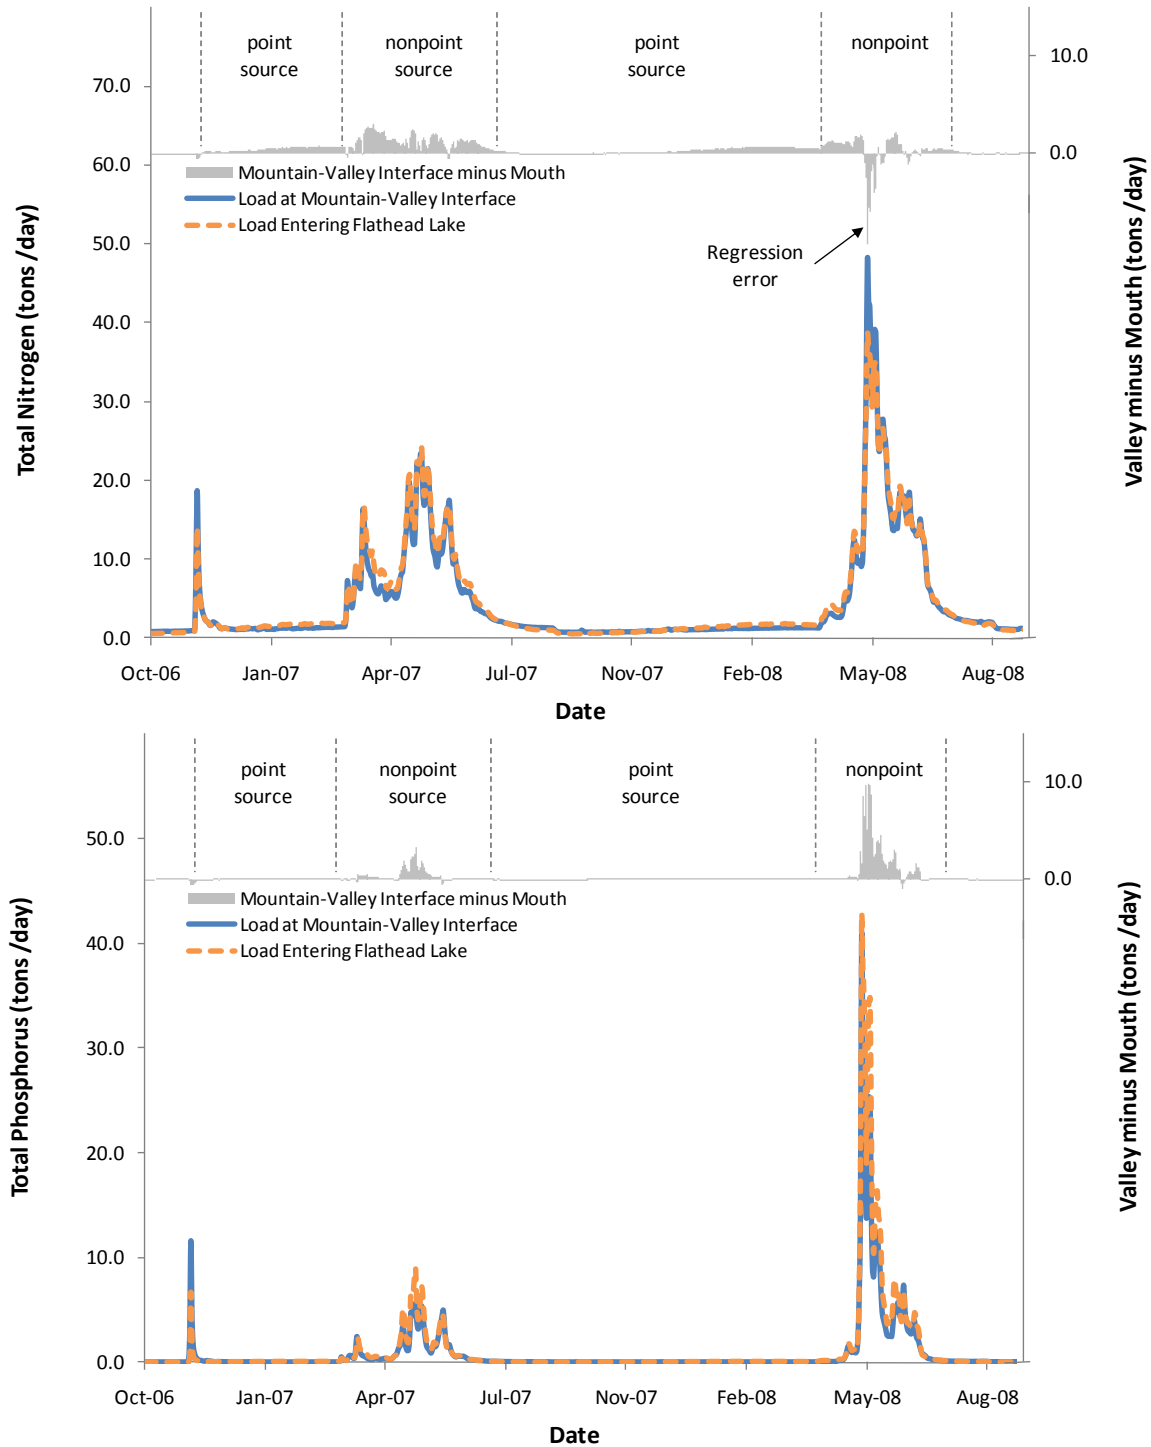 point
source
nonpoint
source
point
source
nonpoint
10.0
70.0
60.0
0.0
Mountain-Valley Interface minus Mouth
Load at Mountain-Valley Interface
Load Entering Flathead Lake
50.0
Regression
error
40.0
30.0
20.0
10.0
0.0
Total Nitrogen (tons /day)
Valley minus Mouth (tons /day)
Oct-06 Jan-07 Apr-07 Jul-07 Nov-07 Feb-08 May-08 Aug-08
Date
point
source
nonpoint
source
point
source
nonpoint
10.0
50.0
0.0
Mountain-Valley Interface minus Mouth
Load at Mountain-Valley Interface
Load Entering Flathead Lake
40.0
30.0
20.0
10.0
0.0
Total Phosphorus (tons /day)
Valley minus Mouth (tons /day)
Oct-06 Jan-07 Apr-07 Jul-07 Nov-07 Feb-08 May-08 Aug-08
Date